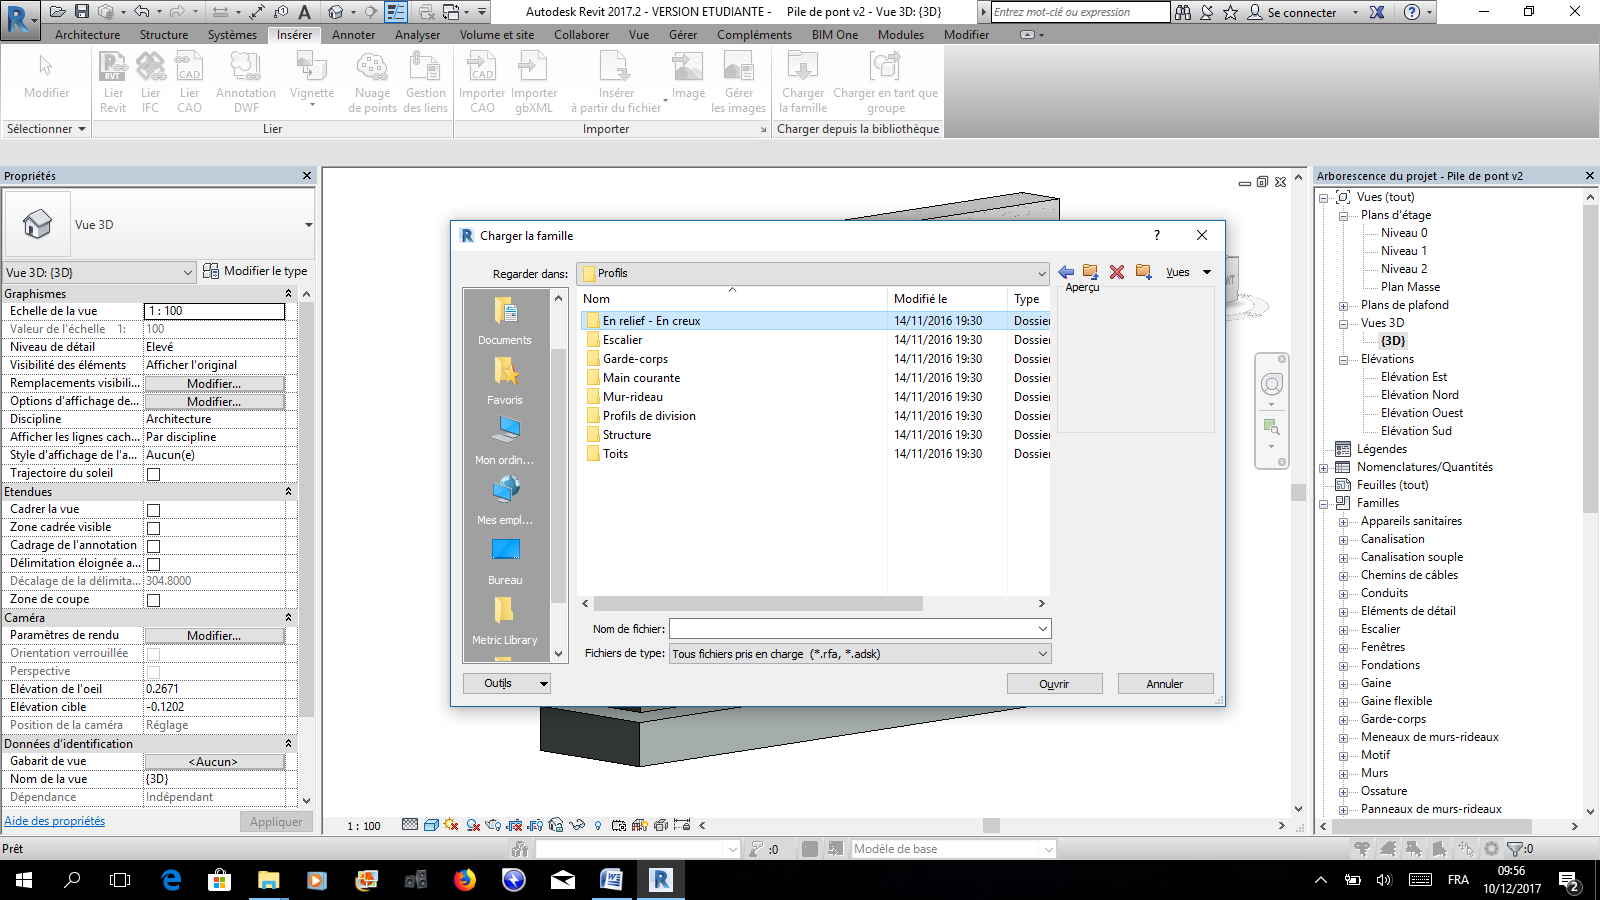 Autodesk Revit 2017.2 - VERSION ETUDIANTE - Pile de pont v2 - Vue 3D: {3D}
Entrez mot-clé ou expression
Se connecter
Architecture Structure Systèmes Insérer Annoter Analyser Volume et site Collaborer Vue Gérer Compléments BIM One Modules Modifier
Modifier
Lier Revit
Lier IFC
Lier CAO
Annotation DWF
Vignette
Nuage de points
Gestion des liens
Importer CAO
Importer gbXML
Insérer à partir du fichier
Image
Gérer les images
Charger la famille
Charger en tant que groupe
Sélectionner Lier Importer Charger depuis la bibliothèque
Propriétés
Vue 3D
Vue 3D: {3D} Modifier le type
Graphismes
Echelle de la vue 1 : 100
Valeur de l'échelle 1: 100
Niveau de détail Elevé
Visibilité des éléments Afficher l'original
Remplacements visibili... Modifier...
Options d'affichage de... Modifier...
Discipline Architecture
Afficher les lignes cach... Par discipline
Style d'affichage de l'a... Aucun(e)
Trajectoire du soleil
Etendues
Cadrer la vue
Zone cadrée visible
Cadrage de l'annotation
Délimitation éloignée a...
Décalage de la délimita... 304.8000
Zone de coupe
Caméra
Paramètres de rendu Modifier...
Orientation verrouillée
Perspective
Elévation de l'oeil 0.2671
Elévation cible -0.1202
Position de la caméra Réglage
Données d'identification
Gabarit de vue <Aucun>
Nom de la vue {3D}
Dépendance Indépendant
Aide des propriétés Appliquer
Charger la famille
Regarder dans: Profils
Vues
Aperçu
Documents
Favoris
Mon ordin...
Mes empl...
Bureau
Metric Library
Nom Modifié le Type
En relief - En creux 14/11/2016 19:30 Dossier
Escalier 14/11/2016 19:30 Dossier
Garde-corps 14/11/2016 19:30 Dossier
Main courante 14/11/2016 19:30 Dossier
Mur-rideau 14/11/2016 19:30 Dossier
Profils de division 14/11/2016 19:30 Dossier
Structure 14/11/2016 19:30 Dossier
Toits 14/11/2016 19:30 Dossier
Nom de fichier:
Fichiers de type: Tous fichiers pris en charge (*.rfa, *.adsk)
Outils Ouvrir Annuler
1 : 100
Arborescence du projet - Pile de pont v2
Vues (tout)
Plans d'étage
Niveau 0
Niveau 1
Niveau 2
Plan Masse
Plans de plafond
Vues 3D
{3D}
Elévations
Elévation Est
Elévation Nord
Elévation Ouest
Elévation Sud
Légendes
Nomenclatures/Quantités
Feuilles (tout)
Familles
Appareils sanitaires
Canalisation
Canalisation souple
Chemins de câbles
Conduits
Eléments de détail
Escalier
Fenêtres
Fondations
Gaine
Gaine flexible
Garde-corps
Meneaux de murs-rideaux
Motif
Murs
Ossature
Panneaux de murs-rideaux
Prêt :0 Modèle de base :0
FRA
09:56
10/12/2017
2